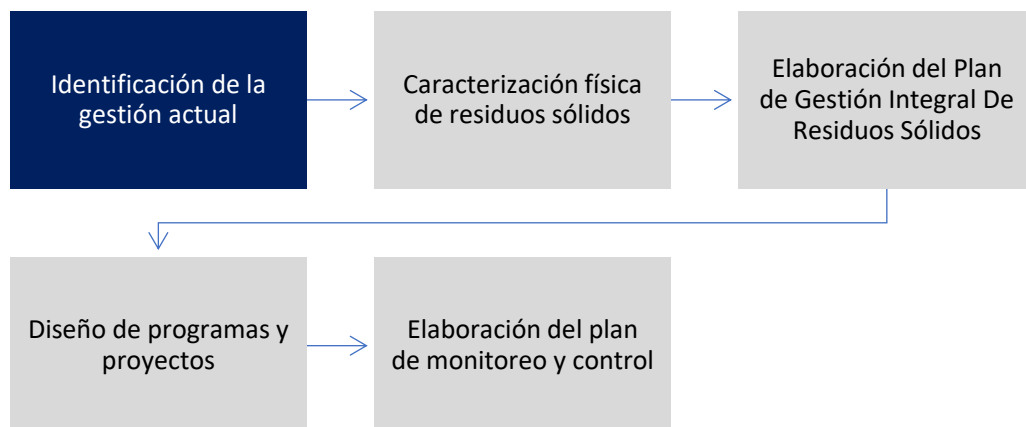 Identificación de la
gestión actual
Caracterización física
de residuos sólidos
Elaboración del Plan
de Gestión Integral De
Residuos Sólidos
Diseño de programas y
proyectos
Elaboración del plan
de monitoreo y control